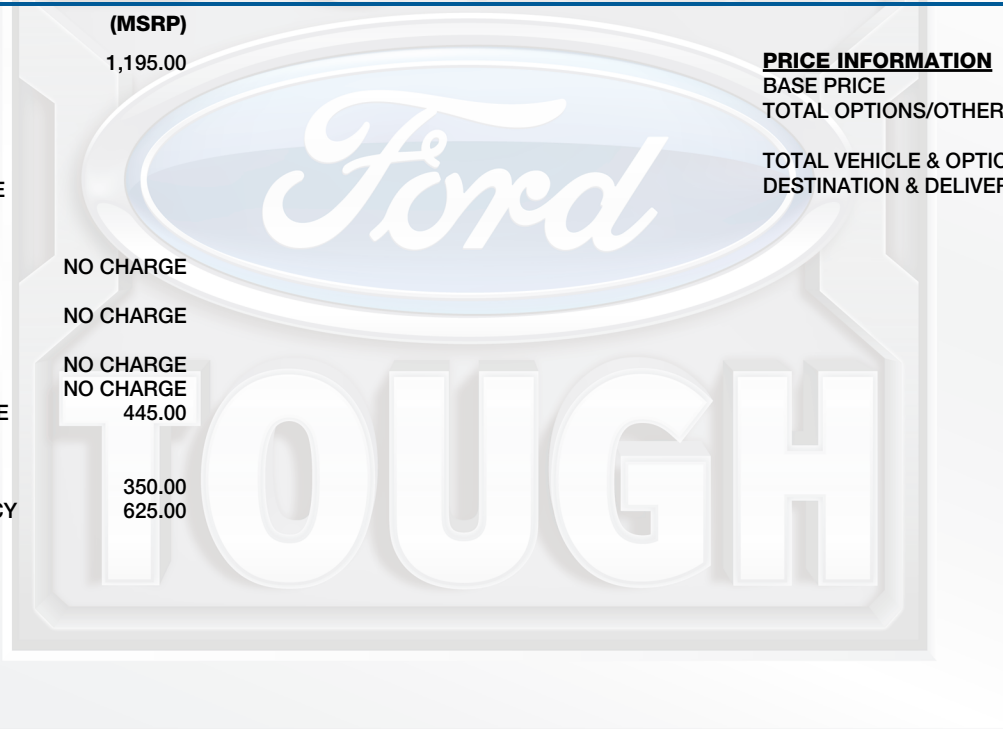 (MSRP)
1,195.00
E
NO CHARGE
NO CHARGE
NO CHARGE
NO CHARGE
E 445.00
350.00
CY 625.00
PRICE INFORMATION
BASE PRICE
TOTAL OPTIONS/OTHER
TOTAL VEHICLE & OPTIO
DESTINATION & DELIVER
Ford
TOUGH